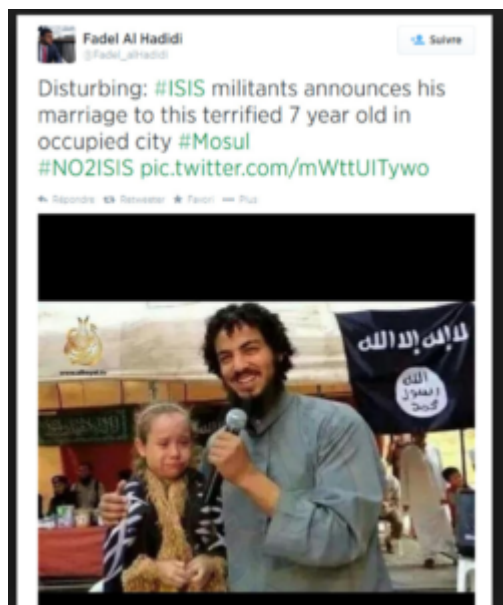 Fadel Al Hadidi
@Fadel_alHadidi
Suivre
Disturbing: #ISIS militants announces his
marriage to this terrified 7 year old in
occupied city #Mosul
#NO2ISIS pic.twitter.com/mWttUITywo
Répondre Retweeter Favori Plus
لا إله إلا الله
الله
رسول
محمد